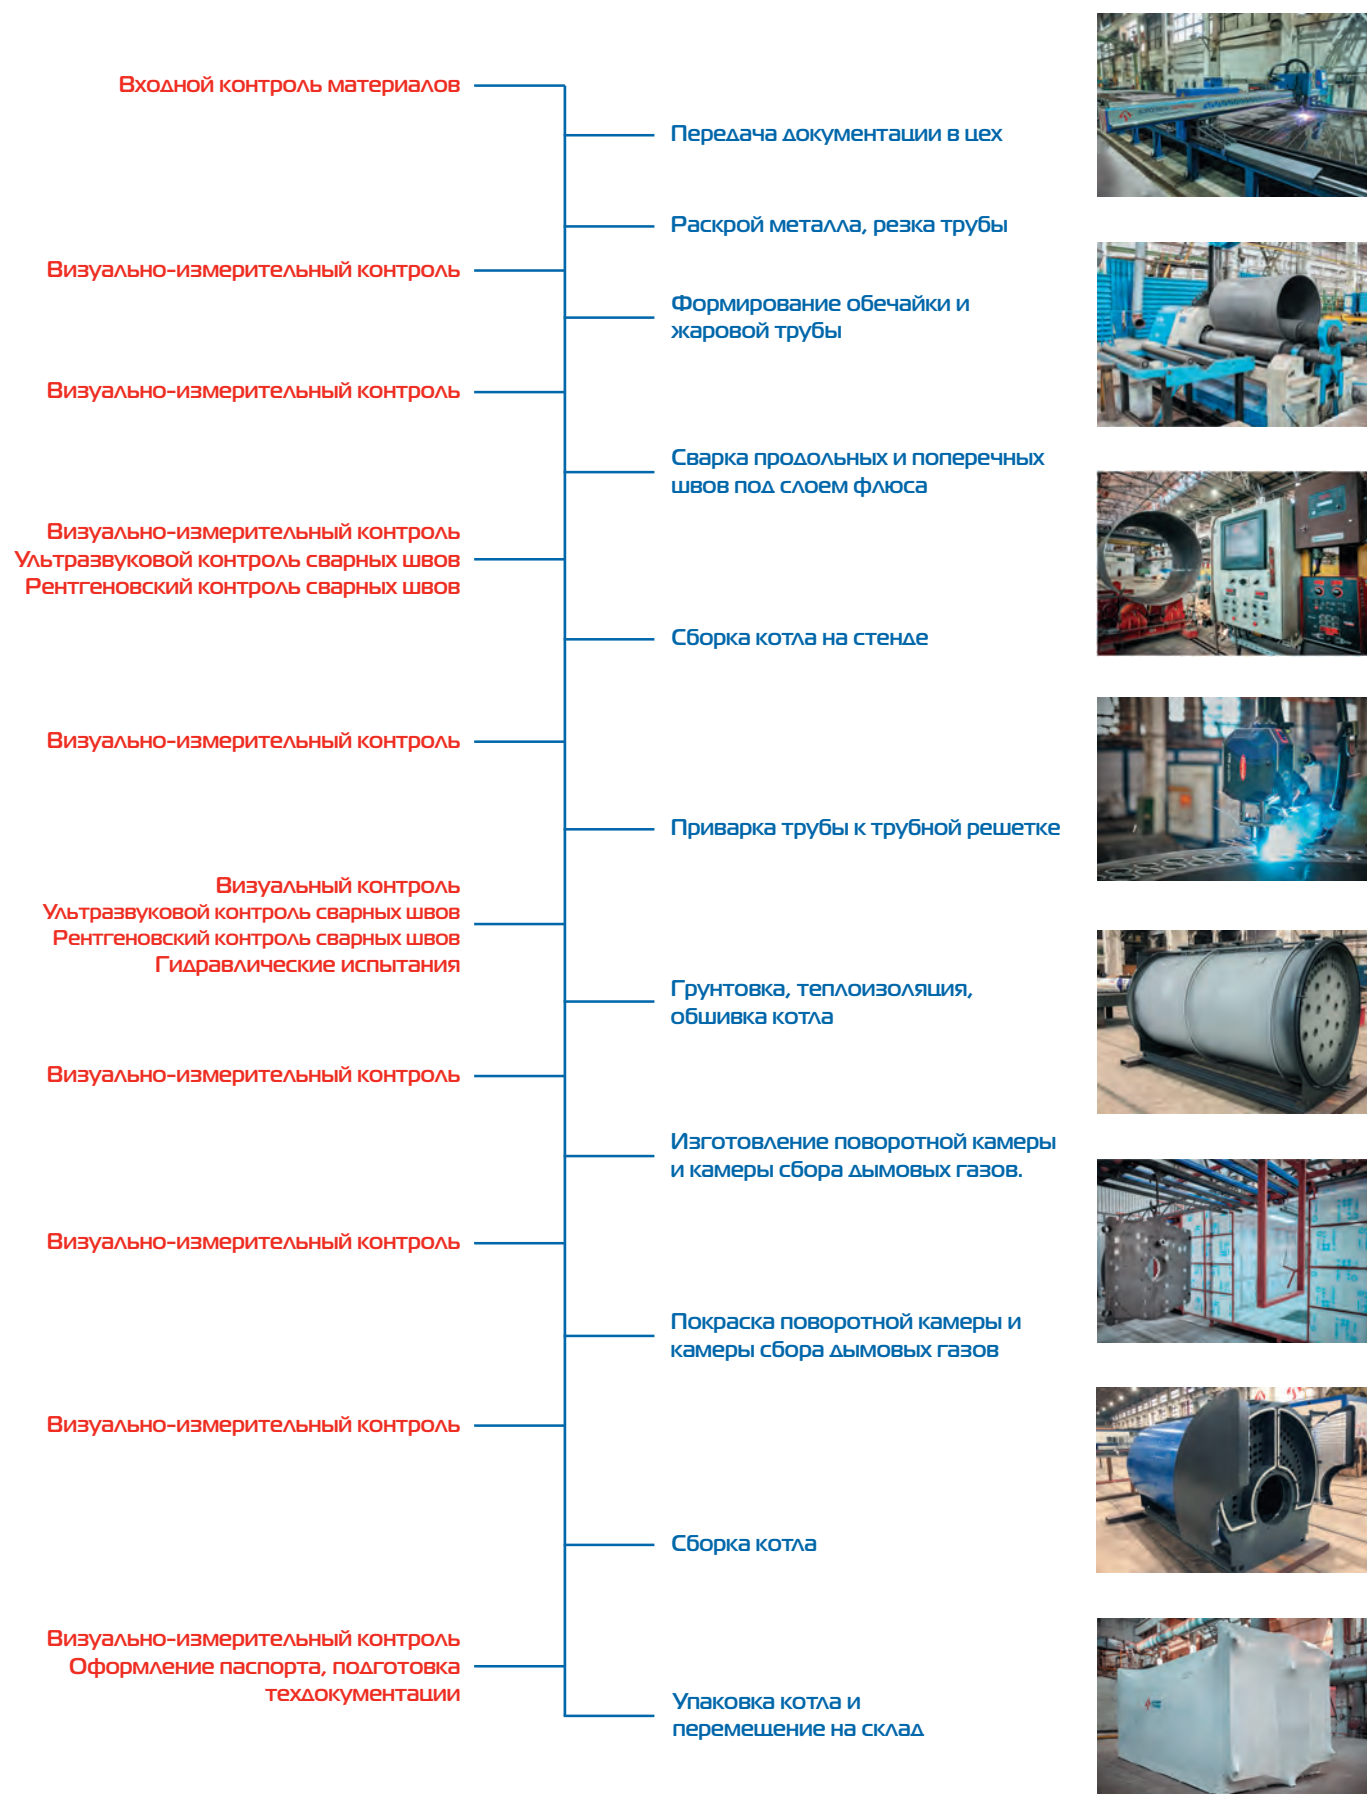 Входной контроль материалов
Передача документации в цех
Раскрой металла, резка трубы
Визуально-измерительный контроль
Формирование обечайки и
жаровой трубы
Визуально-измерительный контроль
Сварка продольных и поперечных
швов под слоем флюса
Визуально-измерительный контроль
Ультразвуковой контроль сварных швов
Рентгеновский контроль сварных швов
Сборка котла на стенде
Визуально-измерительный контроль
Приварка трубы к трубной решетке
Визуальный контроль
Ультразвуковой контроль сварных швов
Рентгеновский контроль сварных швов
Гидравлические испытания
Грунтовка, теплоизоляция,
обшивка котла
Визуально-измерительный контроль
Изготовление поворотной камеры
и камеры сбора дымовых газов.
Визуально-измерительный контроль
Покраска поворотной камеры и
камеры сбора дымовых газов
Визуально-измерительный контроль
Сборка котла
Визуально-измерительный контроль
Оформление паспорта, подготовка
техдокументации
Упаковка котла и
перемещение на склад